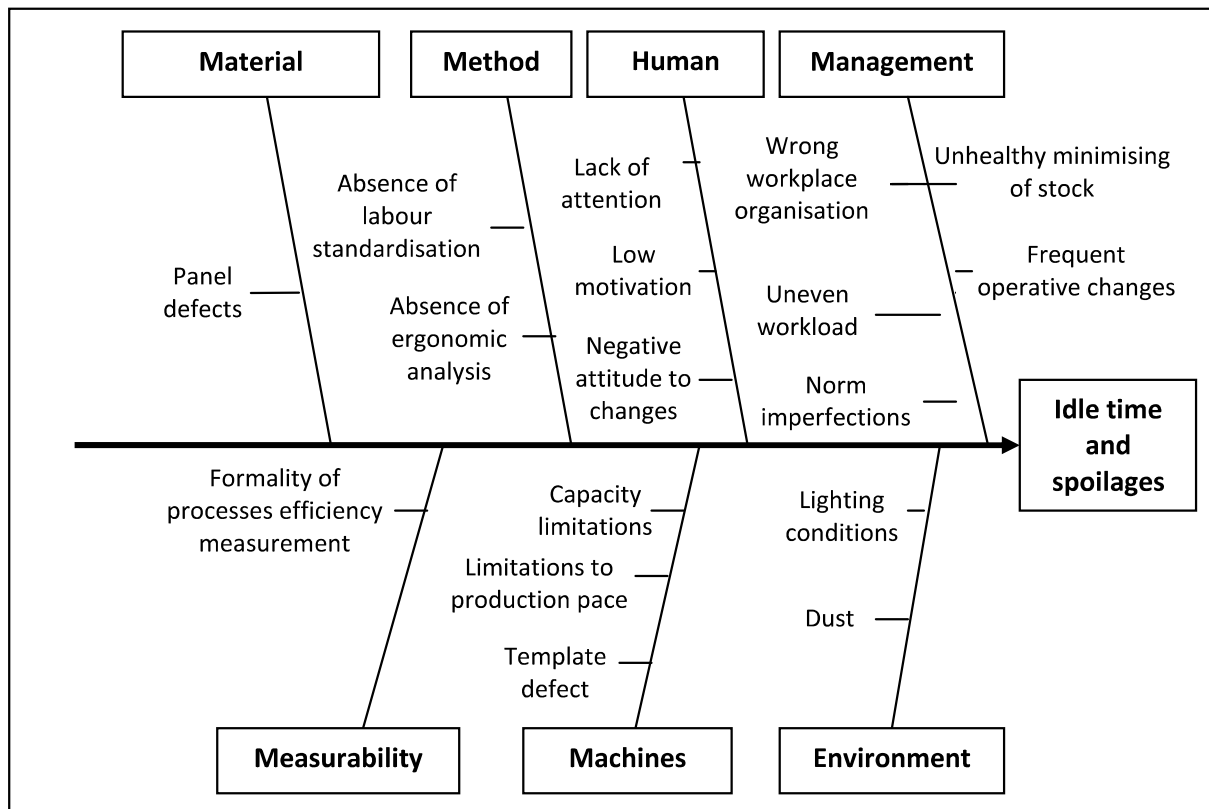 Material
Method
Human
Management
Panel
defects
Absence of
labour
standardisation
Absence of
ergonomic
analysis
Lack of
attention
Low
motivation
Negative
attitude to
changes
Wrong
workplace
organisation
Uneven
workload
Norm
imperfections
Unhealthy minimising
of stock
Frequent
operative changes
Idle time
and
spoilages
Formality of
processes efficiency
measurement
Capacity
limitations
Limitations to
production pace
Template
defect
Lighting
conditions
Dust
Measurability
Machines
Environment